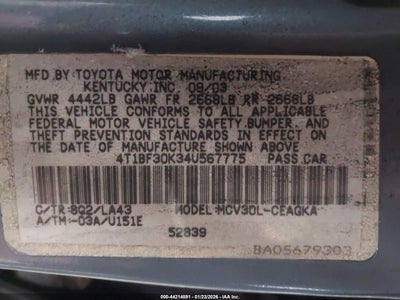 MFD BY TOYOTA MOTOR MANUFACTURING
KENTUCKY INC. 09/03
GVWR 4442LB GAWR FR 2668LB RR 2668LB
THIS VEHICLE CONFORMS TO ALL APPLICABLE
FEDERAL MOTOR VEHICLE SAFETY, BUMPER, AND
THEFT PREVENTION STANDARDS IN EFFECT ON
THE DATE OF MANUFACTURE SHOWN ABOVE.
4T1BF30K34U567775 PASS.CAR
C/TR:8Q2/LA43 MODEL:MCV30L-CEAGKA
A/TM:-03A/U151E
52839
BA05679303
ID: 44214891 - 01/23/2026 - IAA Inc.